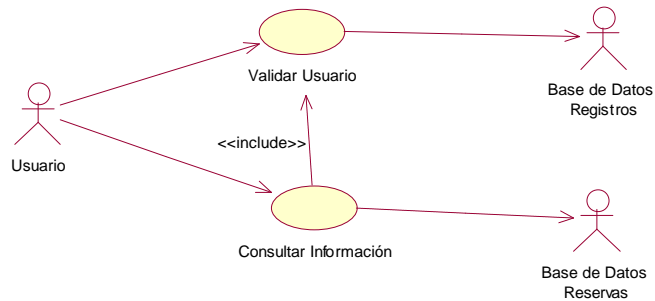 Validar Usuario
Base de Datos
Registros
Usuario
<<include>>
Consultar Información
Base de Datos
Reservas